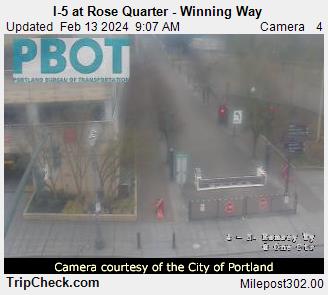 I-5 at Rose Quarter - Winning Way
Updated Feb 13 2024 9:07 AM Camera 4
PBOT
PORTLAND BUREAU OF TRANSPORTATION
Camera courtesy of the City of Portland
TripCheck.com Milepost302.00